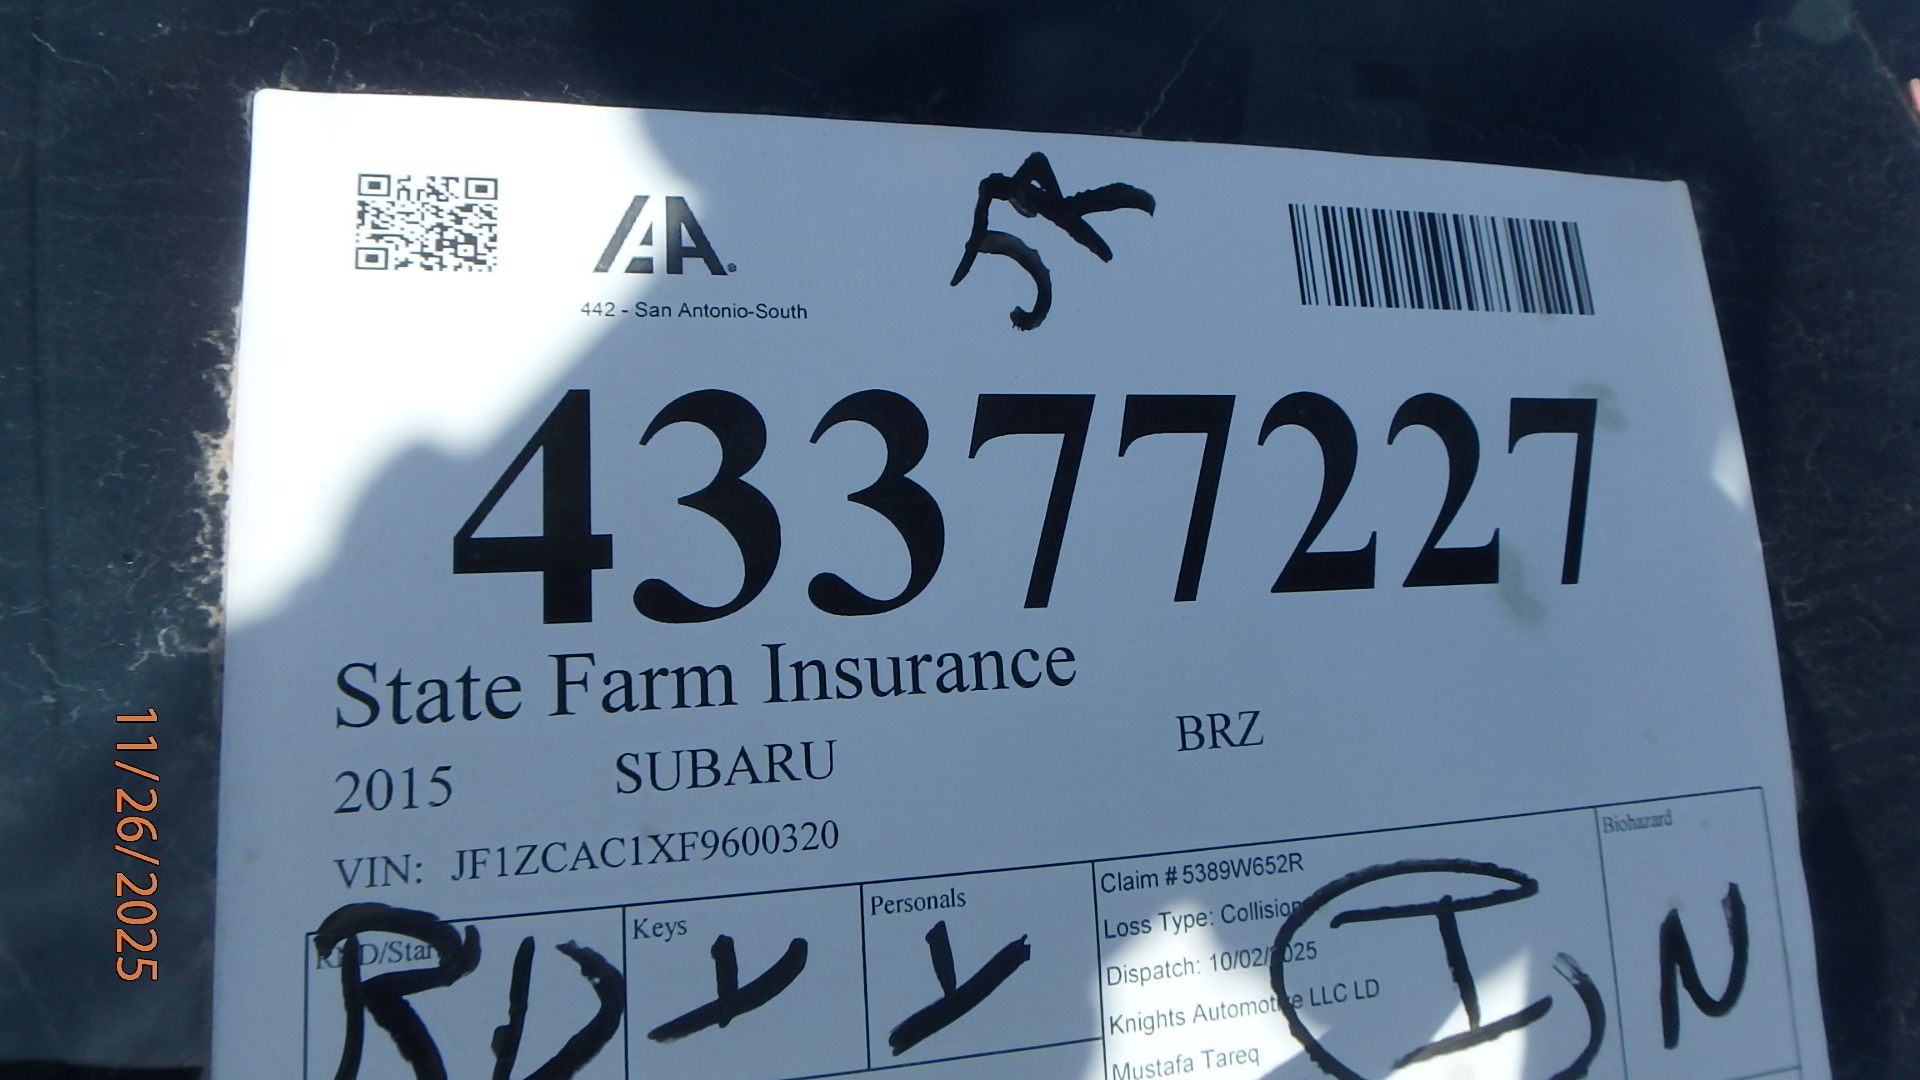 IAA
5K
442 - San Antonio-South
43377227
State Farm Insurance
2015 SUBARU BRZ
VIN: JF1ZCAC1XF9600320
RD
Keys
Y
Personals
Y
Claim # 5389W652R
Loss Type: Collision
Dispatch: 10/02/2025
Knights Automotive LLC LD
Mustafa Tareq
I
Biohazard
N
11/26/2025